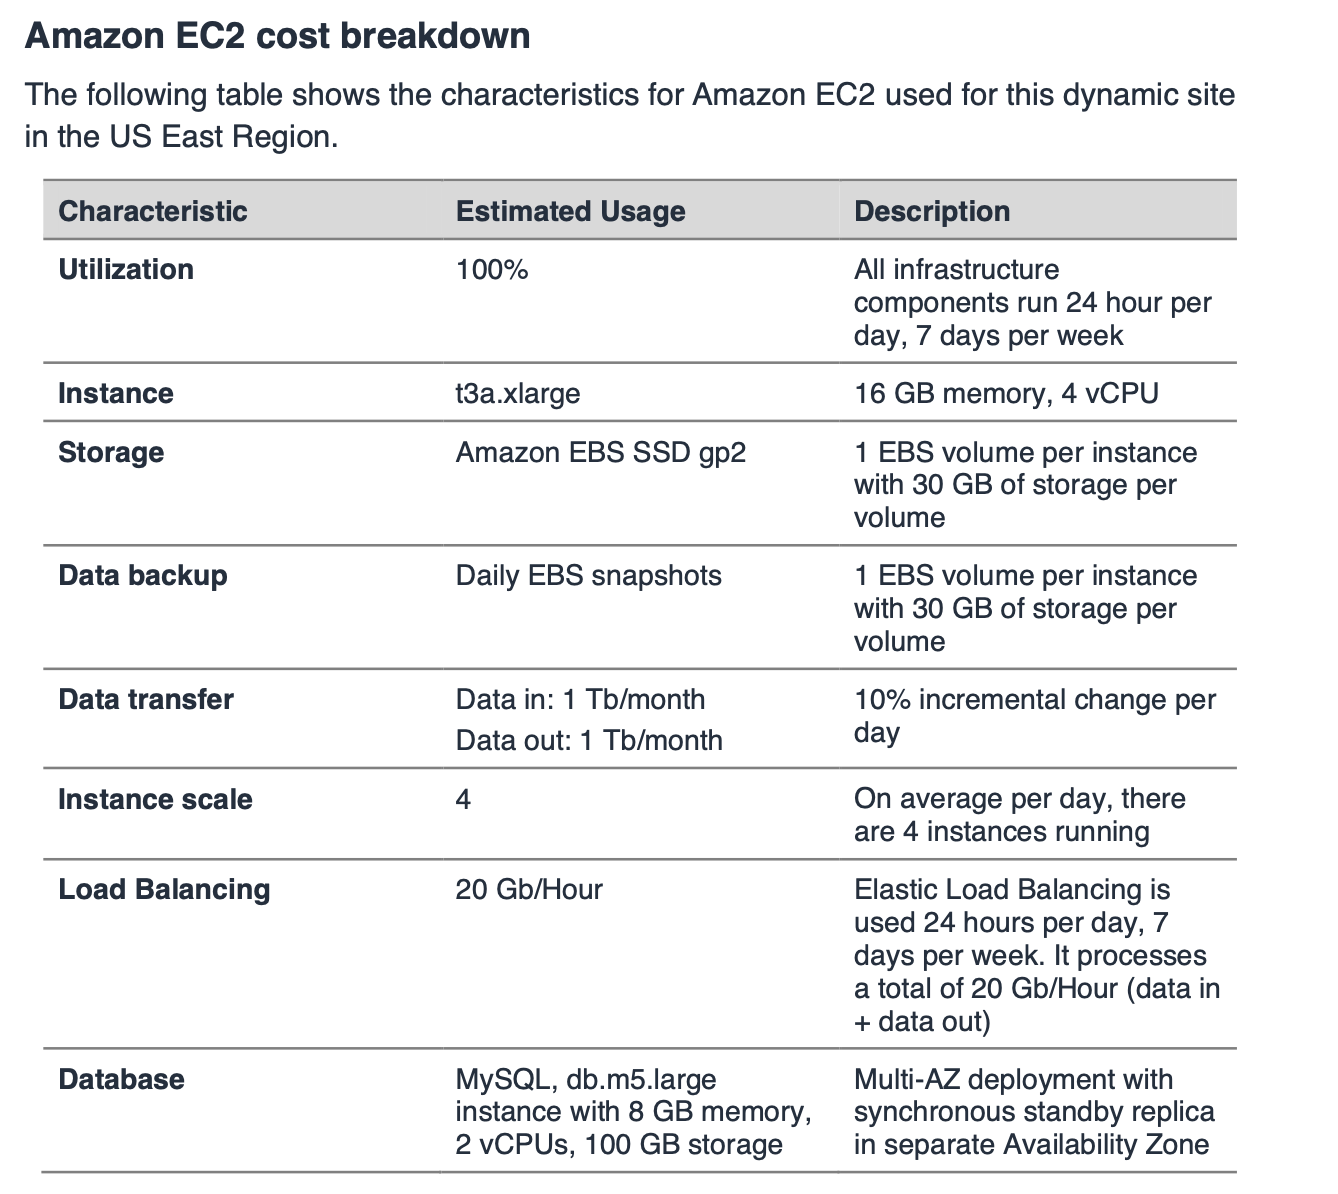 Amazon EC2 cost breakdown
The following table shows the characteristics for Amazon EC2 used for this dynamic site
in the US East Region.
Characteristic Estimated Usage Description
Utilization 100% All infrastructure
components run 24 hour per
day, 7 days per week
Instance t3a.xlarge 16 GB memory, 4 vCPU
Storage Amazon EBS SSD gp2 1 EBS volume per instance
with 30 GB of storage per
volume
Data backup Daily EBS snapshots 1 EBS volume per instance
with 30 GB of storage per
volume
Data transfer Data in: 1 Tb/month 10% incremental change per
Data out: 1 Tb/month day
Instance scale 4 On average per day, there
are 4 instances running
Load Balancing 20 Gb/Hour Elastic Load Balancing is
used 24 hours per day, 7
days per week. It processes
a total of 20 Gb/Hour (data in
+ data out)
Database MySQL, db.m5.large Multi-AZ deployment with
instance with 8 GB memory, synchronous standby replica
2 vCPUs, 100 GB storage in separate Availability Zone